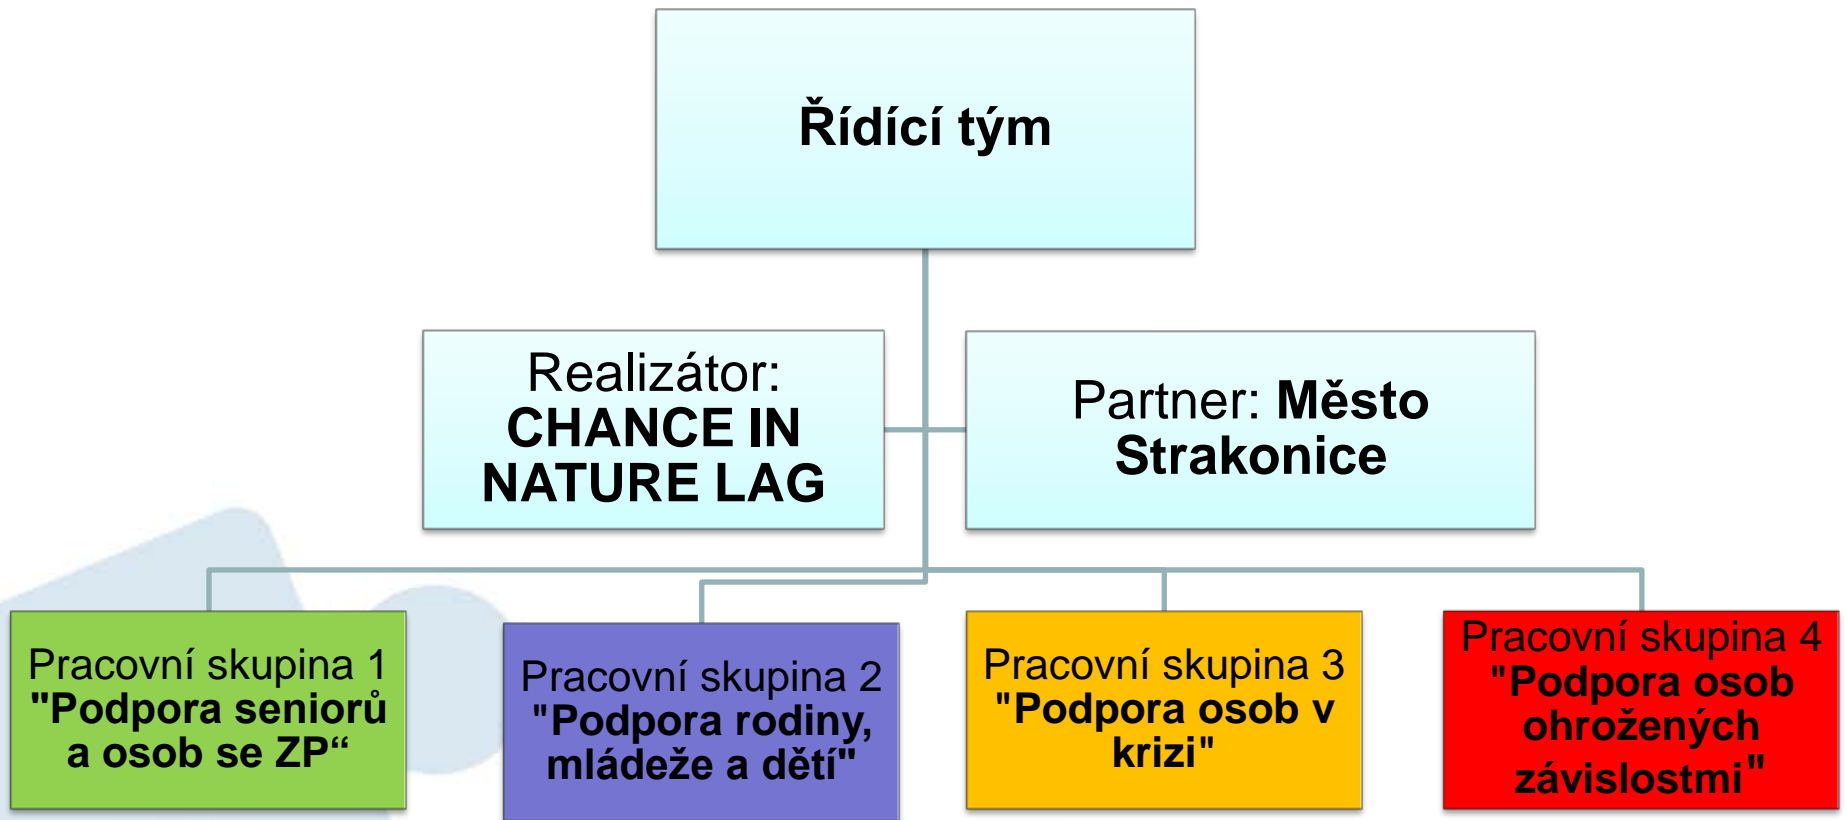 Řídící tým
Realizátor:
CHANCE IN
NATURE LAG
Partner: Město
Strakonice
Pracovní skupina 1
"Podpora seniorů
a osob se ZP“
Pracovní skupina 2
"Podpora rodiny,
mládeže a dětí"
Pracovní skupina 3
"Podpora osob v
krizi"
Pracovní skupina 4
"Podpora osob
ohrožených
závislostmi"